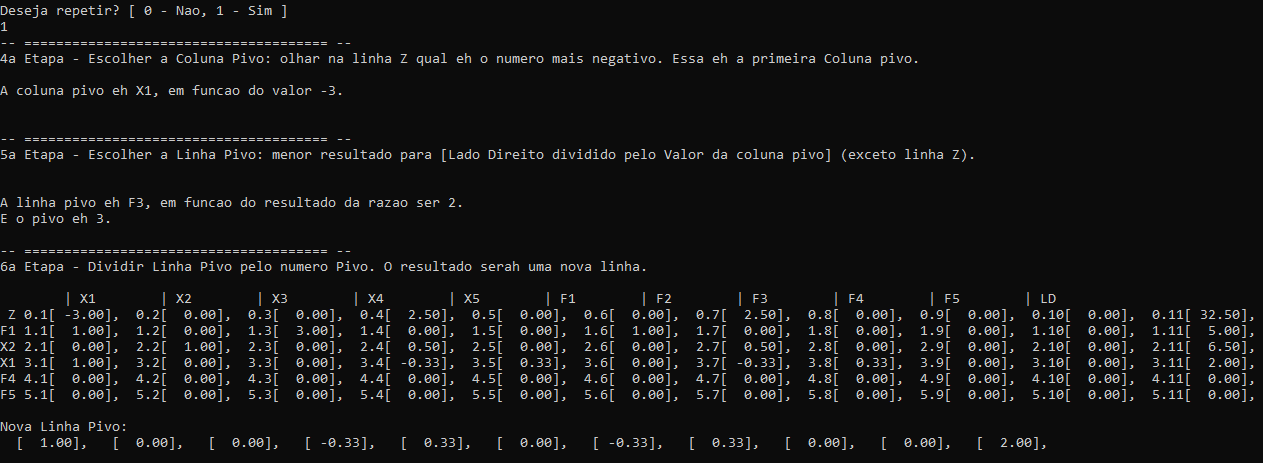 Deseja repetir? [ 0 - Nao, 1 - Sim ]
1
-- ====================================== --
4a Etapa - Escolher a Coluna Pivo: olhar na linha Z qual eh o numero mais negativo. Essa eh a primeira Coluna pivo.
A coluna pivo eh X1, em funcao do valor -3.
-- ====================================== --
5a Etapa - Escolher a Linha Pivo: menor resultado para [Lado Direito dividido pelo Valor da coluna pivo] (exceto linha Z).
A linha pivo eh F3, em funcao do resultado da razao ser 2.
E o pivo eh 3.
-- ====================================== --
6a Etapa - Dividir Linha Pivo pelo numero Pivo. O resultado serah uma nova linha.
| X1 | X2 | X3 | X4 | X5 | F1 | F2 | F3 | F4 | F5 | LD
Z 0.1[ -3.00], 0.2[ 0.00], 0.3[ 0.00], 0.4[ 2.50], 0.5[ 0.00], 0.6[ 0.00], 0.7[ 2.50], 0.8[ 0.00], 0.9[ 0.00], 0.10[ 0.00], 0.11[ 32.50],
F1 1.1[ 1.00], 1.2[ 0.00], 1.3[ 3.00], 1.4[ 0.00], 1.5[ 0.00], 1.6[ 1.00], 1.7[ 0.00], 1.8[ 0.00], 1.9[ 0.00], 1.10[ 0.00], 1.11[ 5.00],
X2 2.1[ 0.00], 2.2[ 1.00], 2.3[ 0.00], 2.4[ 0.50], 2.5[ 0.00], 2.6[ 0.00], 2.7[ 0.50], 2.8[ 0.00], 2.9[ 0.00], 2.10[ 0.00], 2.11[ 6.50],
X1 3.1[ 1.00], 3.2[ 0.00], 3.3[ 0.00], 3.4[ -0.33], 3.5[ 0.33], 3.6[ 0.00], 3.7[ -0.33], 3.8[ 0.33], 3.9[ 0.00], 3.10[ 0.00], 3.11[ 2.00],
F4 4.1[ 0.00], 4.2[ 0.00], 4.3[ 0.00], 4.4[ 0.00], 4.5[ 0.00], 4.6[ 0.00], 4.7[ 0.00], 4.8[ 0.00], 4.9[ 0.00], 4.10[ 0.00], 4.11[ 0.00],
F5 5.1[ 0.00], 5.2[ 0.00], 5.3[ 0.00], 5.4[ 0.00], 5.5[ 0.00], 5.6[ 0.00], 5.7[ 0.00], 5.8[ 0.00], 5.9[ 0.00], 5.10[ 0.00], 5.11[ 0.00],
Nova Linha Pivo:
[ 1.00], [ 0.00], [ 0.00], [ -0.33], [ 0.33], [ 0.00], [ -0.33], [ 0.33], [ 0.00], [ 0.00], [ 2.00],